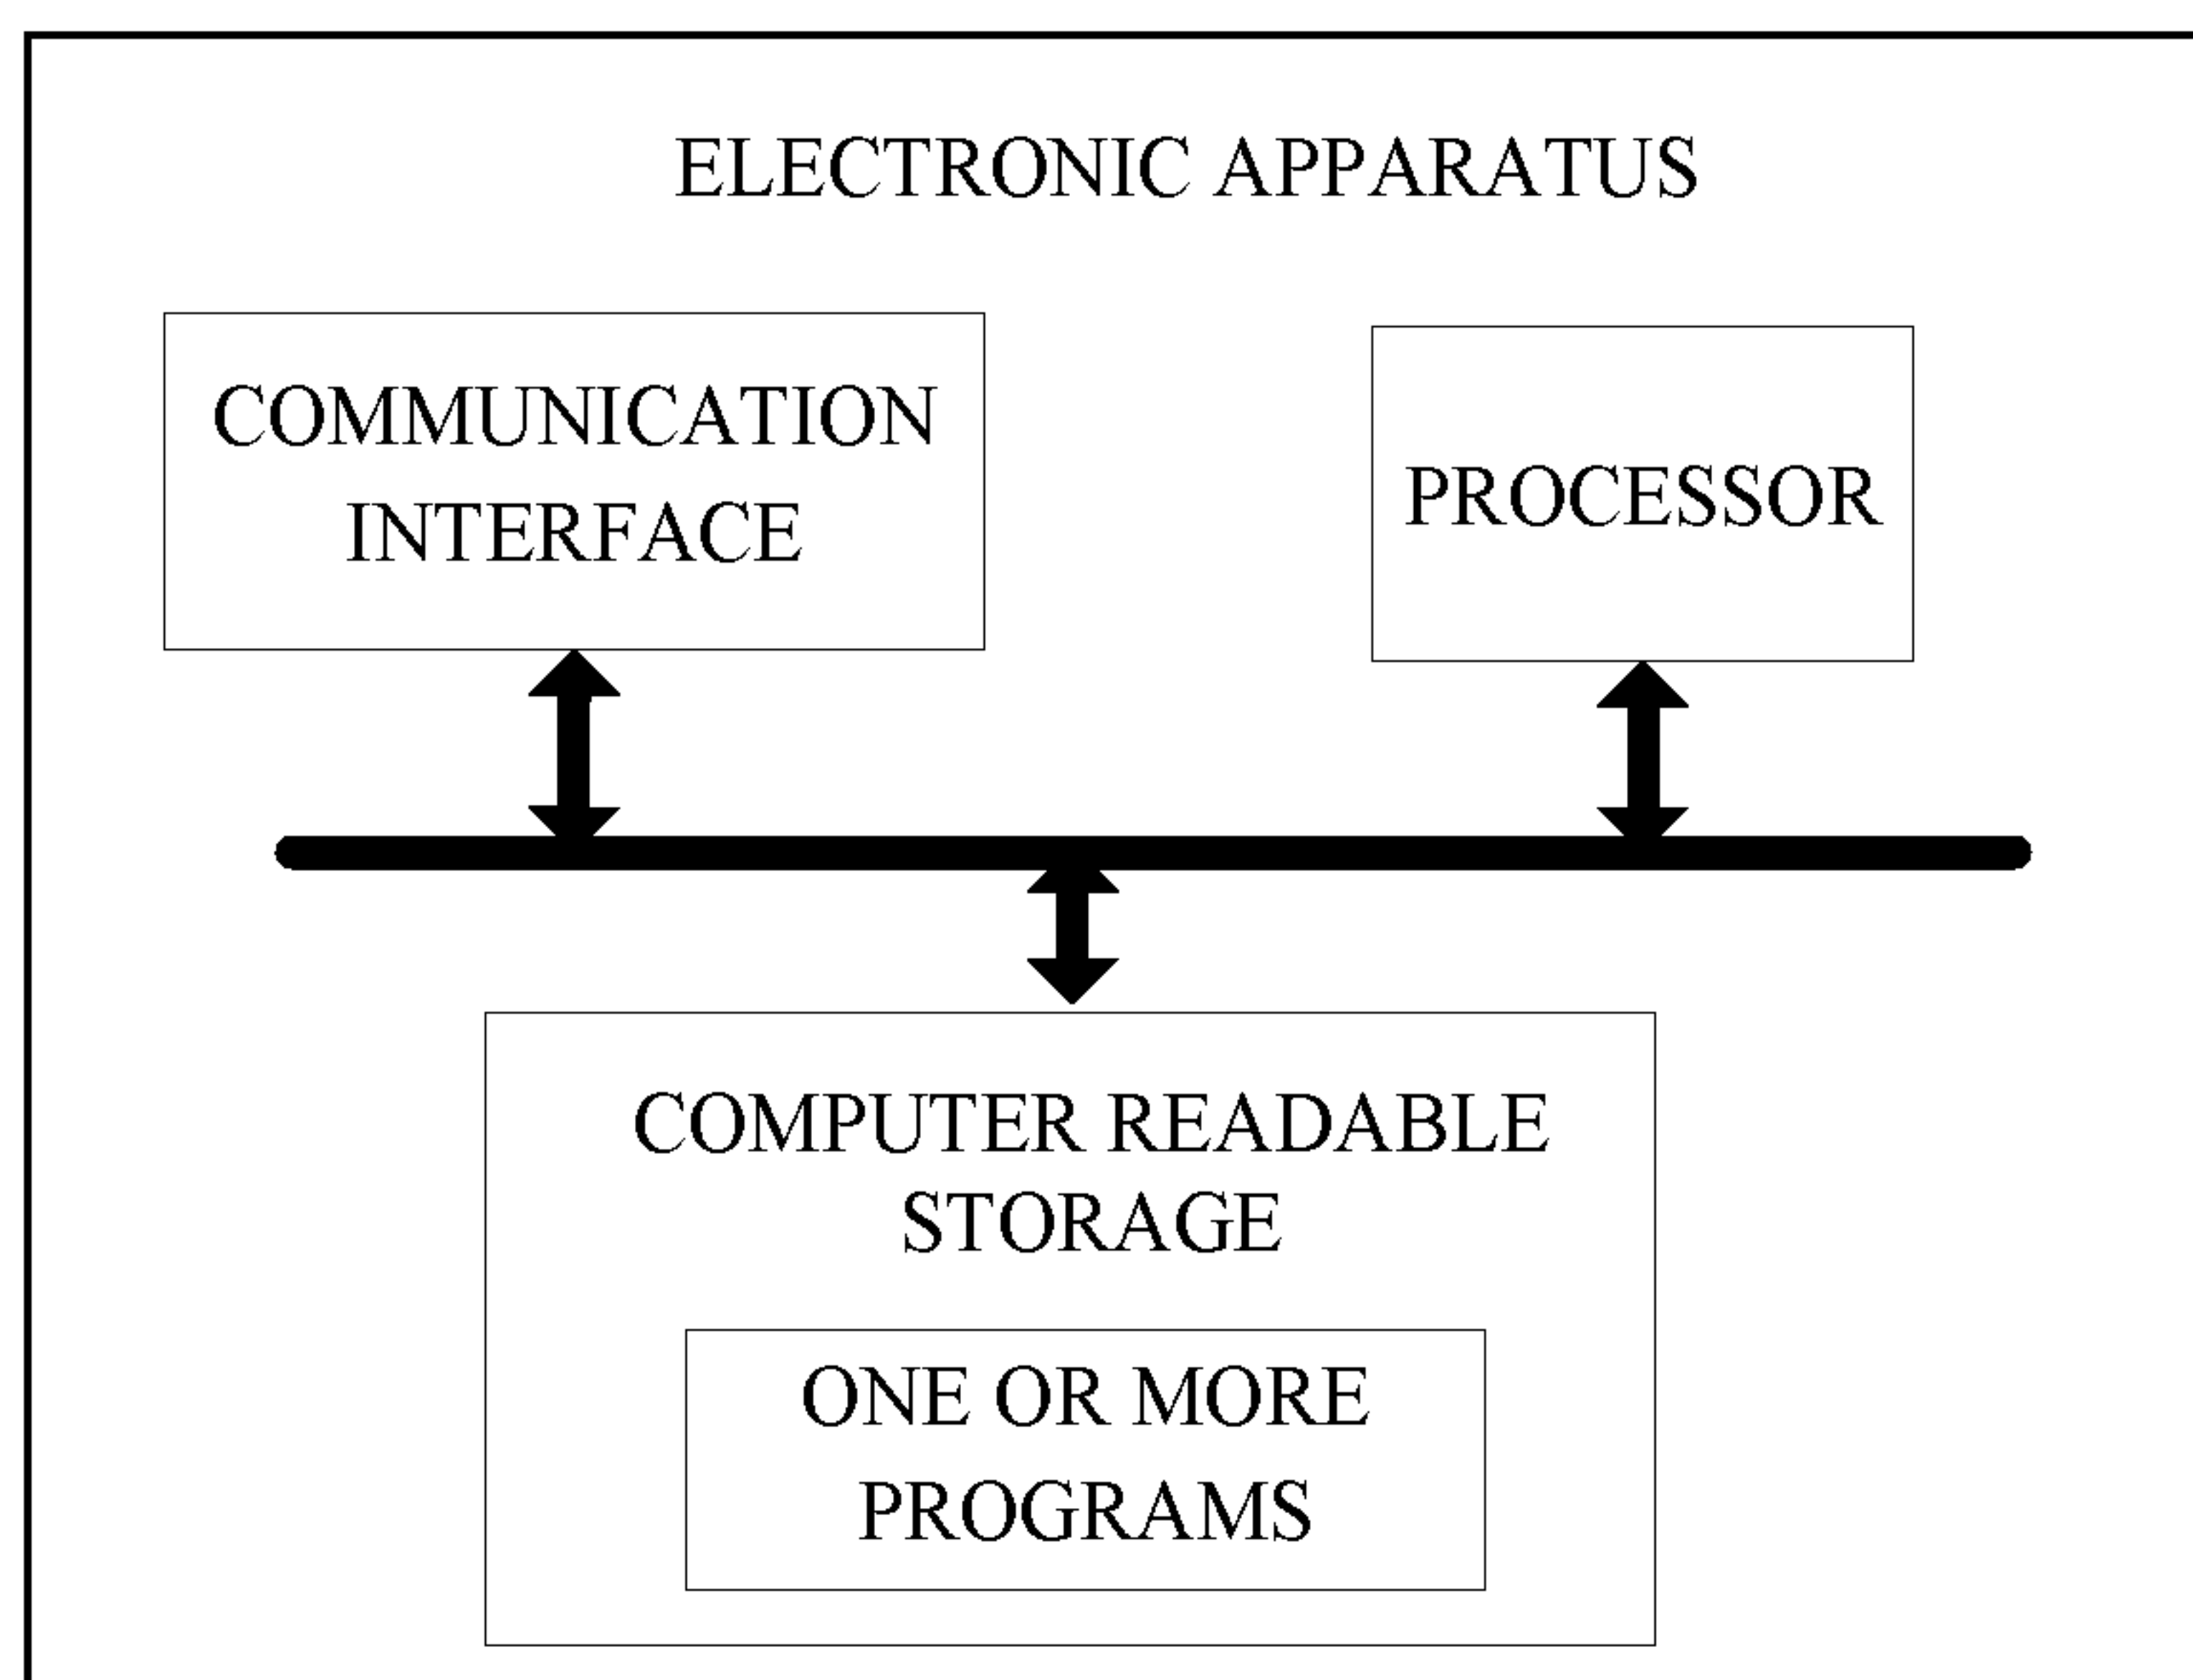 ELECTRONIC APPARATUS
COMMUNICATION
INTERFACE
PROCESSOR
COMPUTER READABLE
STORAGE
ONE OR MORE
PROGRAMS